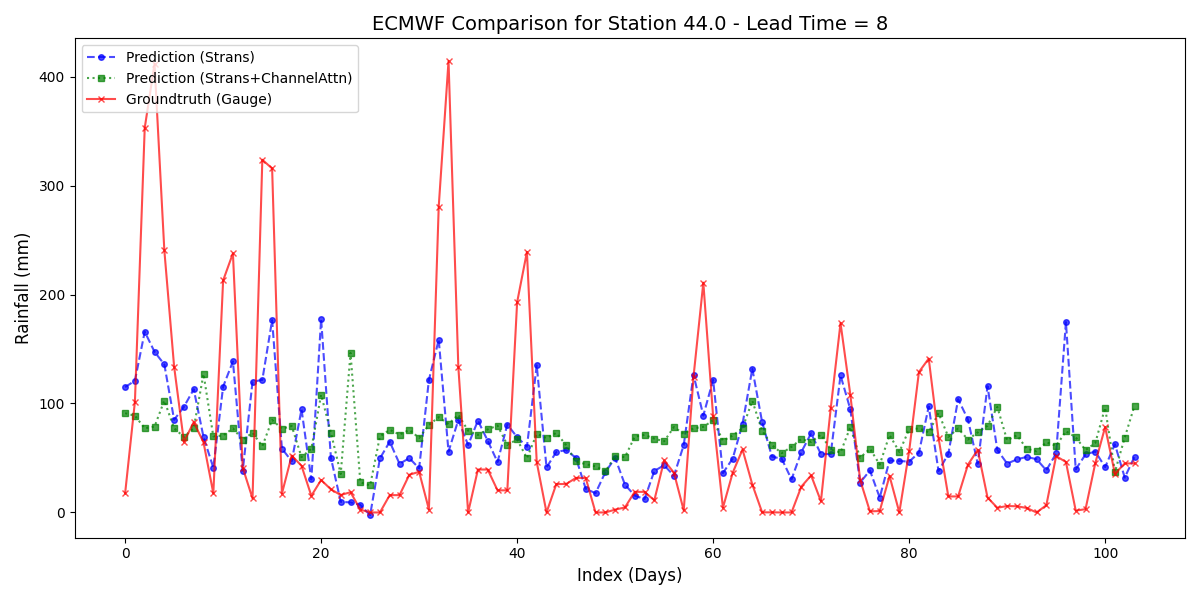 ECMWF Comparison for Station 44.0 - Lead Time = 8
Prediction (Strans)
Prediction (Strans+ChannelAttn)
Groundtruth (Gauge)
Rainfall (mm)
400
300
200
100
0
0 20 40 60 80 100
Index (Days)